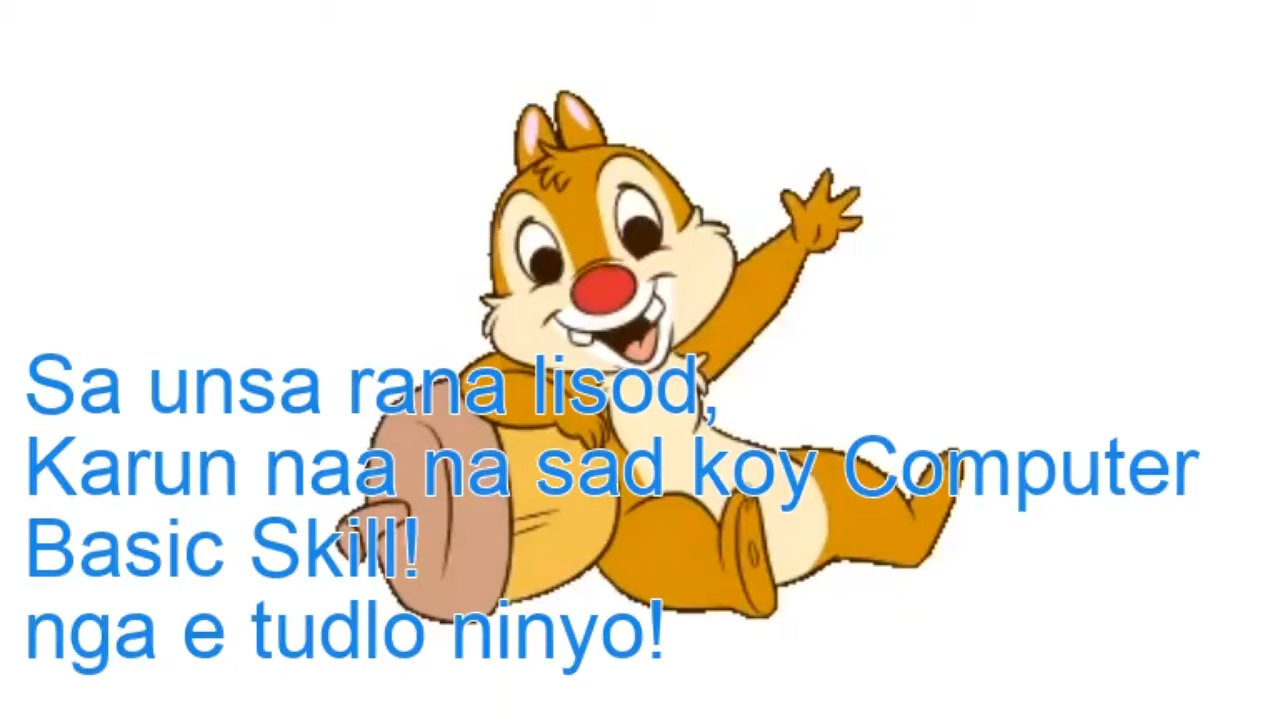 Sa unsa rana lisod,
Karun naa na sad koy Computer
Basic Skill!
nga e tudlo ninyo!